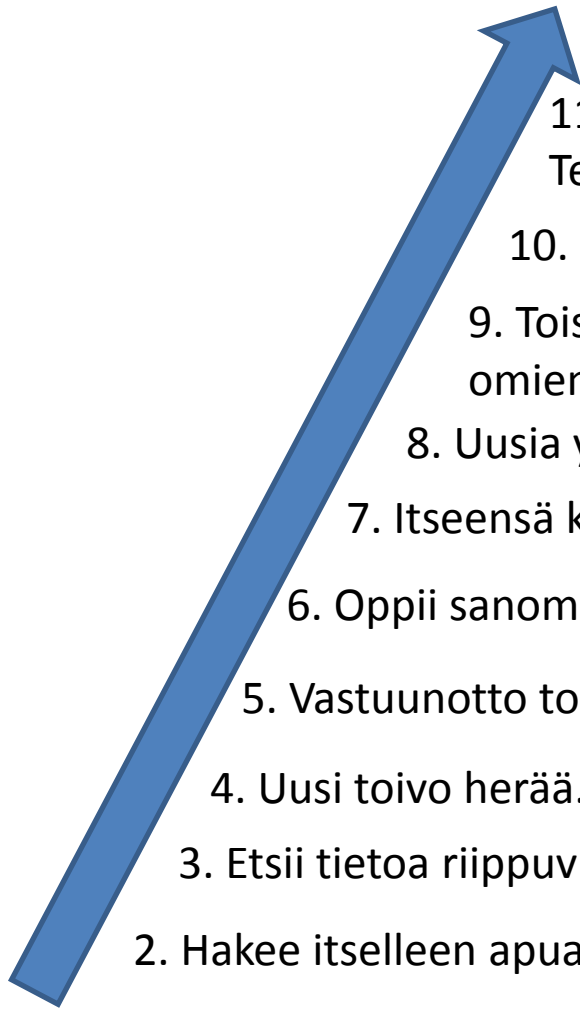 11
Te
10.
9. Tois
omien
8. Uusia y
7. Itseensä k
6. Oppii sanom
5. Vastuunotto to
4. Uusi toivo herää.
3. Etsii tietoa riippuv
2. Hakee itselleen apua